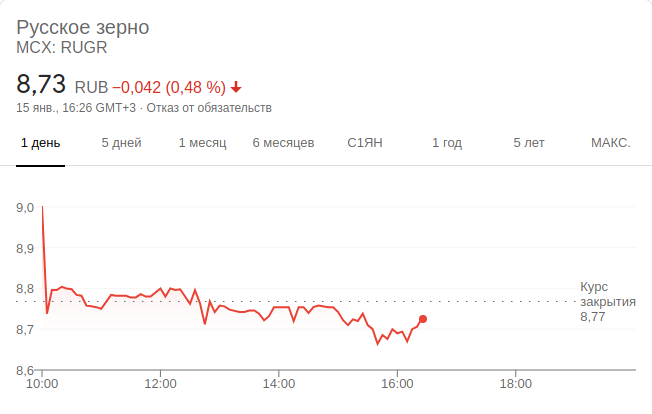 Русское зерно
MCX: RUGR
8,73 RUB −0,042 (0,48 %)
15 янв., 16:26 GMT+3 · Отказ от обязательств
1 день 5 дней 1 месяц 6 месяцев С1ЯН 1 год 5 лет МАКС.
9,0
8,9
8,8
8,7
8,6
Курс
закрытия
8,77
10:00 12:00 14:00 16:00 18:00